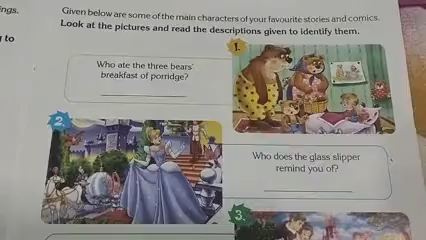 ings.
Given below are some of the main characters of your favourite stories and comics.
Look at the pictures and read the descriptions given to identify them.
to
1.
Who ate the three bears'
breakfast of porridge?
2.
Who does the glass slipper
remind you of?
3.